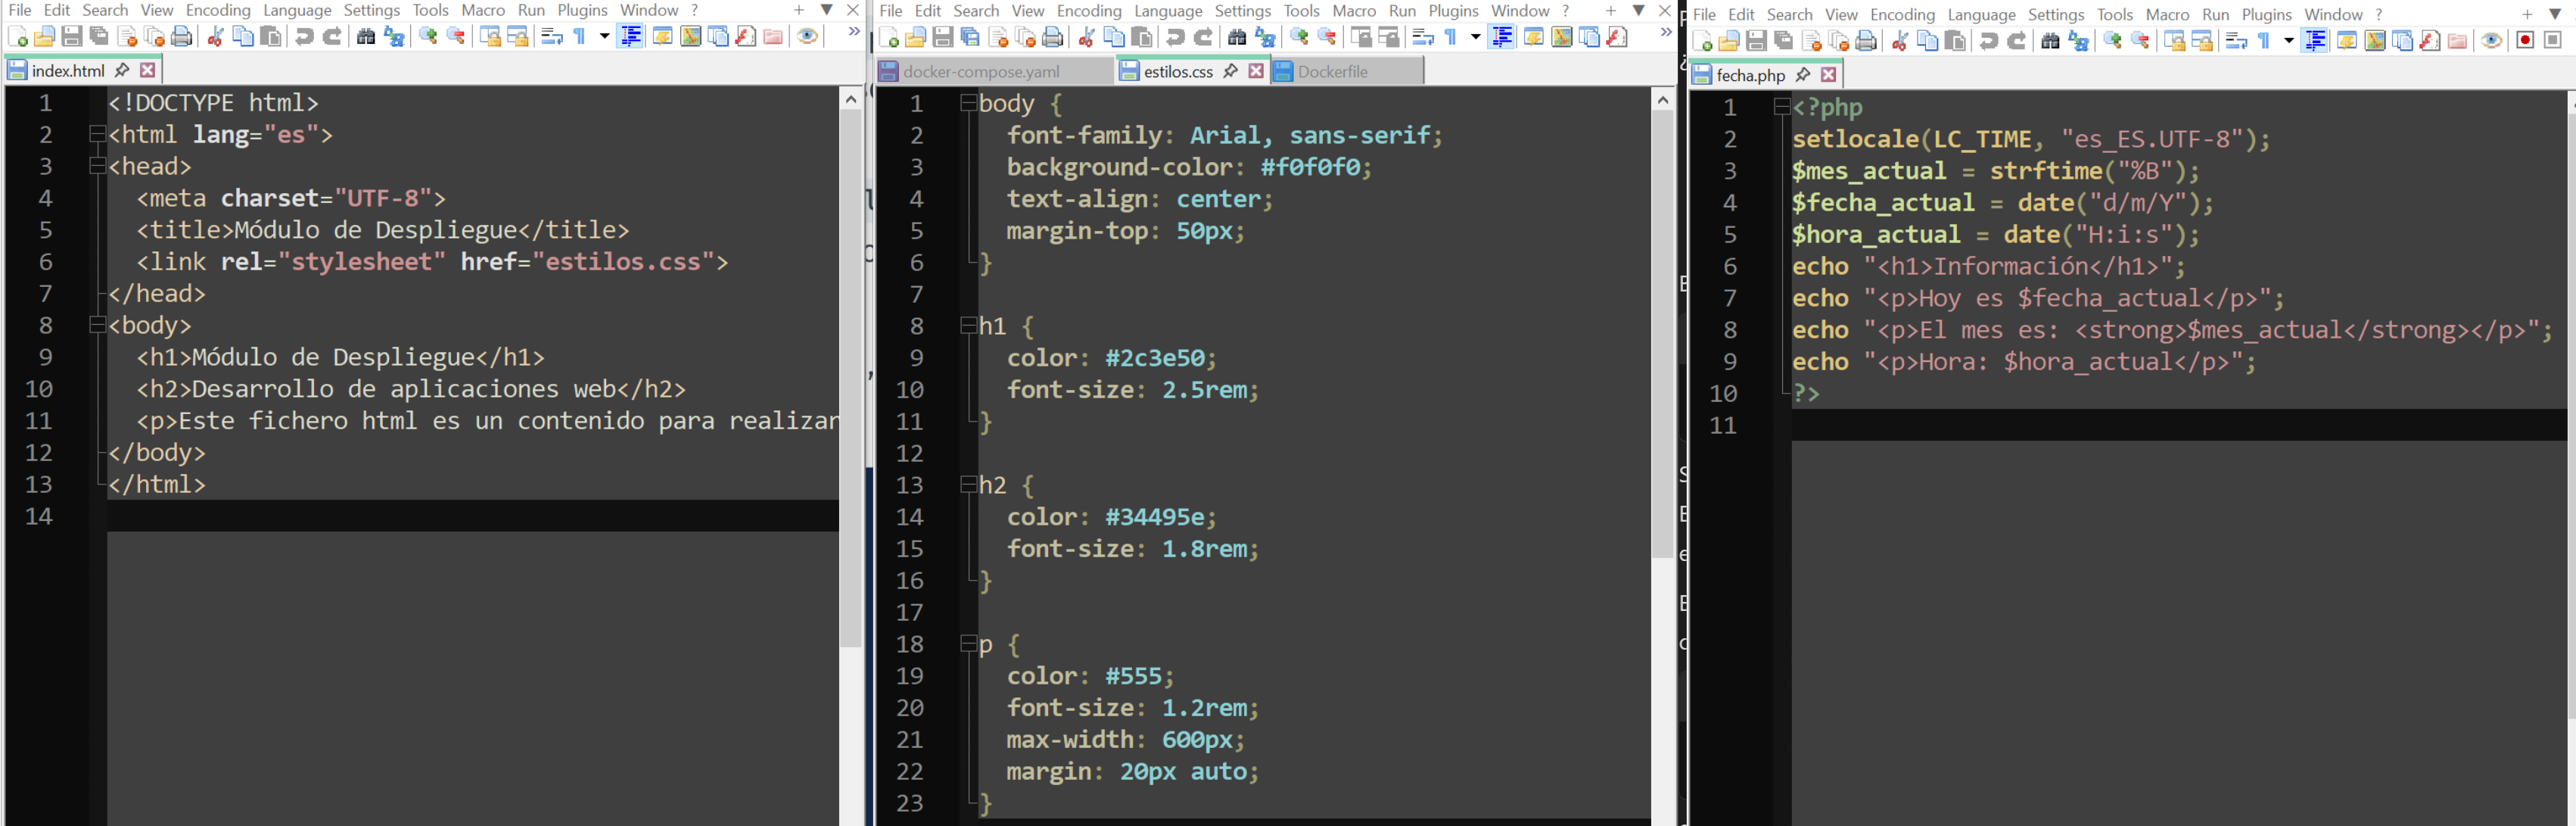 File Edit Search View Encoding Language Settings Tools Macro Run Plugins Window ?
index.html
1 <!DOCTYPE html>
2 <html lang="es">
3 <head>
4 <meta charset="UTF-8">
5 <title>Módulo de Despliegue</title>
6 <link rel="stylesheet" href="estilos.css">
7 </head>
8 <body>
9 <h1>Módulo de Despliegue</h1>
10 <h2>Desarrollo de aplicaciones web</h2>
11 <p>Este fichero html es un contenido para realizar
12 </body>
13 </html>
14
File Edit Search View Encoding Language Settings Tools Macro Run Plugins Window ?
docker-compose.yaml estilos.css Dockerfile
1 body {
2 font-family: Arial, sans-serif;
3 background-color: #f0f0f0;
4 text-align: center;
5 margin-top: 50px;
6 }
7
8 h1 {
9 color: #2c3e50;
10 font-size: 2.5rem;
11 }
12
13 h2 {
14 color: #34495e;
15 font-size: 1.8rem;
16 }
17
18 p {
19 color: #555;
20 font-size: 1.2rem;
21 max-width: 600px;
22 margin: 20px auto;
23 }
File Edit Search View Encoding Language Settings Tools Macro Run Plugins Window ?
fecha.php
1 <?php
2 setlocale(LC_TIME, "es_ES.UTF-8");
3 $mes_actual = strftime("%B");
4 $fecha_actual = date("d/m/Y");
5 $hora_actual = date("H:i:s");
6 echo "<h1>Información</h1>";
7 echo "<p>Hoy es $fecha_actual</p>";
8 echo "<p>El mes es: <strong>$mes_actual</strong></p>";
9 echo "<p>Hora: $hora_actual</p>";
10 ?>
11